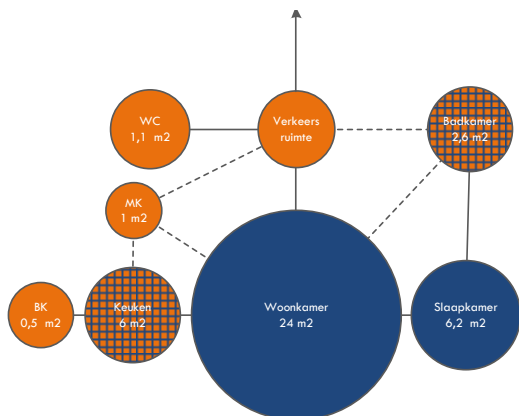 WC
1,1 m2
Verkeers
ruimte
Badkamer
2,6 m2
MK
1 m2
BK
0,5 m2
Keuken
6 m2
Woonkamer
24 m2
Slaapkamer
6,2 m2